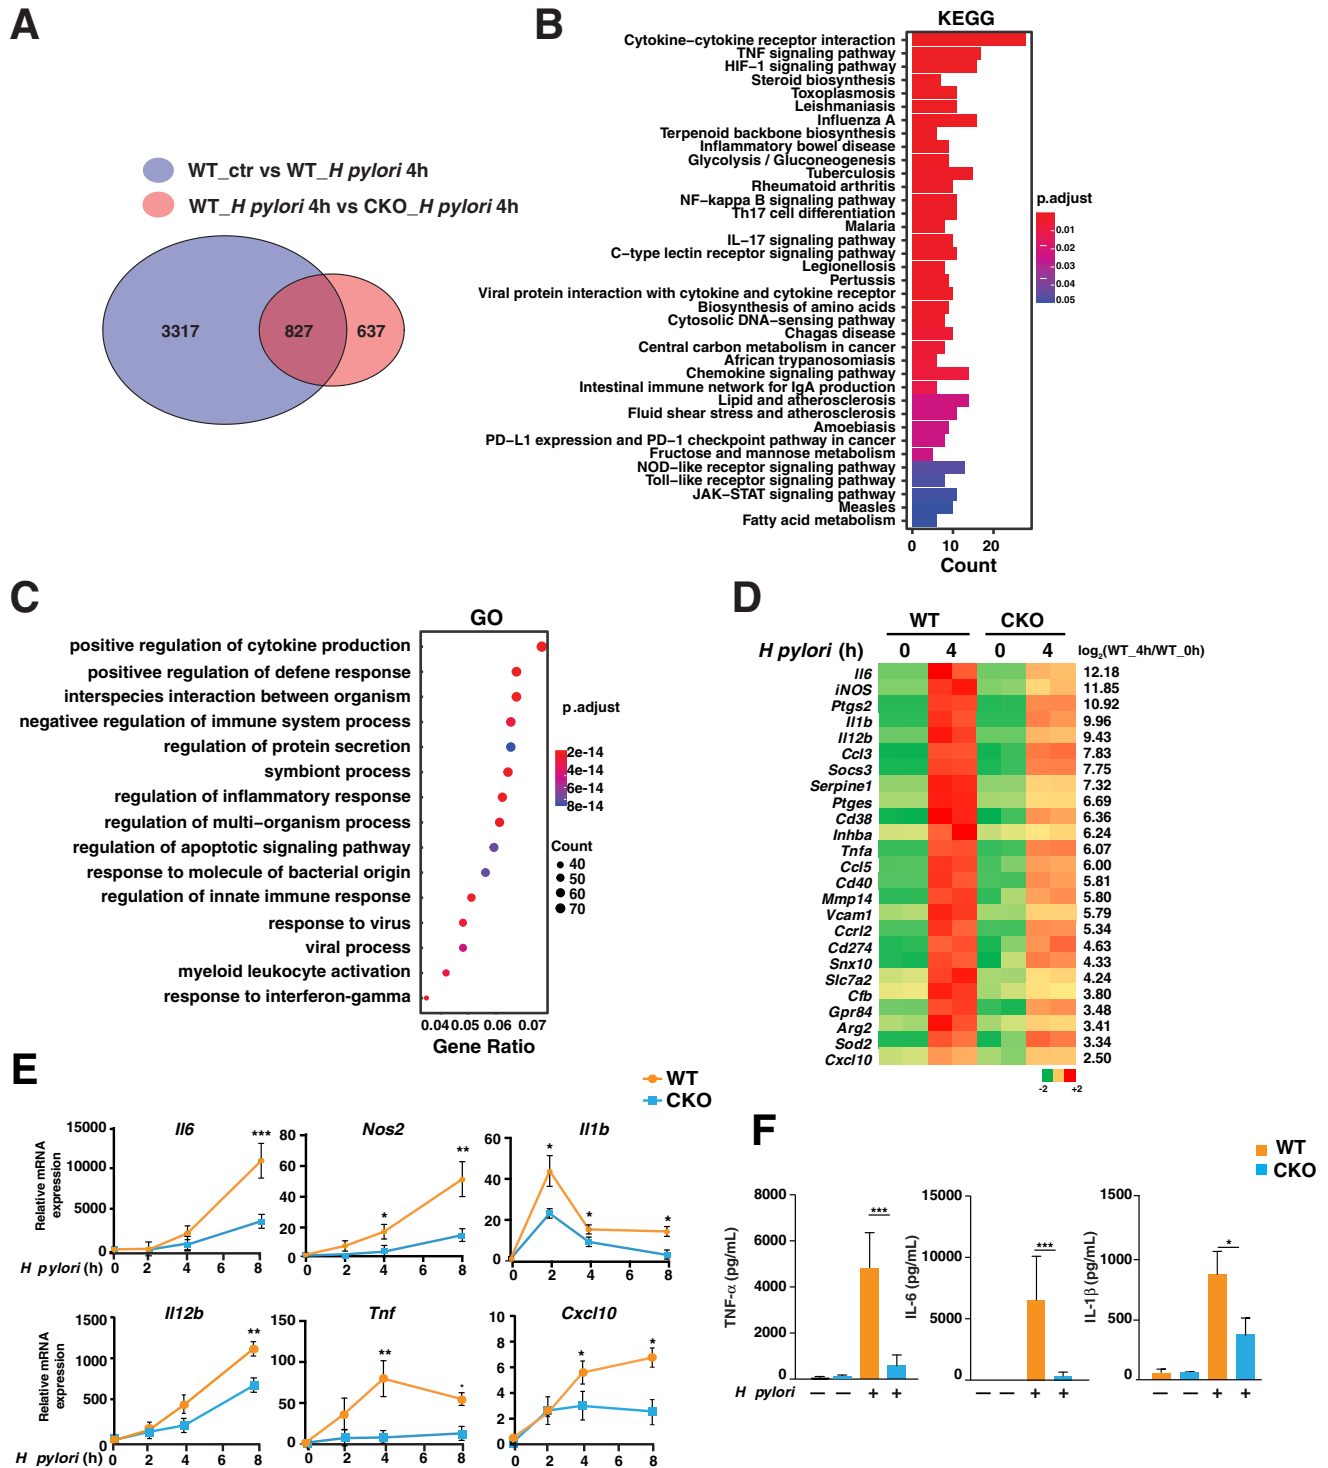 A
WT_ctr vs WT_H pylori 4h
WT_H pylori 4h vs CKO_H pylori 4h
3317
827
637
B
KEGG
Cytokine−cytokine receptor interaction
TNF signaling pathway
HIF−1 signaling pathway
Steroid biosynthesis
Toxoplasmosis
Leishmaniasis
Influenza A
Terpenoid backbone biosynthesis
Inflammatory bowel disease
Glycolysis / Gluconeogenesis
Tuberculosis
Rheumatoid arthritis
NF−kappa B signaling pathway
Th17 cell differentiation
Malaria
IL−17 signaling pathway
C−type lectin receptor signaling pathway
Legionellosis
Pertussis
Viral protein interaction with cytokine and cytokine receptor
Biosynthesis of amino acids
Cytosolic DNA−sensing pathway
Chagas disease
Central carbon metabolism in cancer
African trypanosomiasis
Chemokine signaling pathway
Intestinal immune network for IgA production
Lipid and atherosclerosis
Fluid shear stress and atherosclerosis
Amoebiasis
PD−L1 expression and PD−1 checkpoint pathway in cancer
Fructose and mannose metabolism
NOD−like receptor signaling pathway
Toll−like receptor signaling pathway
JAK−STAT signaling pathway
Measles
Fatty acid metabolism
0 10 20
Count
p.adjust
0.01
0.02
0.03
0.04
0.05
C
GO
positive regulation of cytokine production
positivee regulation of defene response
interspecies interaction between organism
negativee regulation of immune system process
regulation of protein secretion
symbiont process
regulation of inflammatory response
regulation of multi−organism process
regulation of apoptotic signaling pathway
response to molecule of bacterial origin
regulation of innate immune response
response to virus
viral process
myeloid leukocyte activation
response to interferon-gamma
0.04 0.05 0.06 0.07
Gene Ratio
p.adjust
2e-14
4e-14
6e-14
8e-14
Count
40
50
60
70
D
WT CKO
H pylori (h) 0 4 0 4 log2(WT_4h/WT_0h)
Il6 12.18
iNOS 11.85
Ptgs2 10.92
Il1b 9.96
Il12b 9.43
Ccl3 7.83
Socs3 7.75
Serpine1 7.32
Ptges 6.69
Cd38 6.36
Inhba 6.24
Tnfa 6.07
Ccl5 6.00
Cd40 5.81
Mmp14 5.80
Vcam1 5.79
Ccrl2 5.34
Cd274 4.63
Snx10 4.33
Slc7a2 4.24
Cfb 3.80
Gpr84 3.48
Arg2 3.41
Sod2 3.34
Cxcl10 2.50
-2 +2
E
WT
CKO
Relative mRNA
expression
Il6
15000
10000
5000
0
***
H pylori (h) 0 2 4 6 8
Nos2
80
60
40
20
0
*
**
0 2 4 6 8
Il1b
60
40
20
0
*
*
*
0 2 4 6 8
Relative mRNA
expression
Il12b
1500
1000
500
0
**
H pylori (h) 0 2 4 6 8
Tnf
150
100
50
0
**
*
0 2 4 6 8
Cxcl10
10
8
6
4
2
0
*
*
0 2 4 6 8
F
WT
CKO
TNF-α (pg/mL)
8000
6000
4000
2000
0
***
H pylori — — + +
IL-6 (pg/mL)
15000
10000
5000
0
***
— — + +
IL-1β (pg/mL)
1500
1000
500
0
*
— — + +